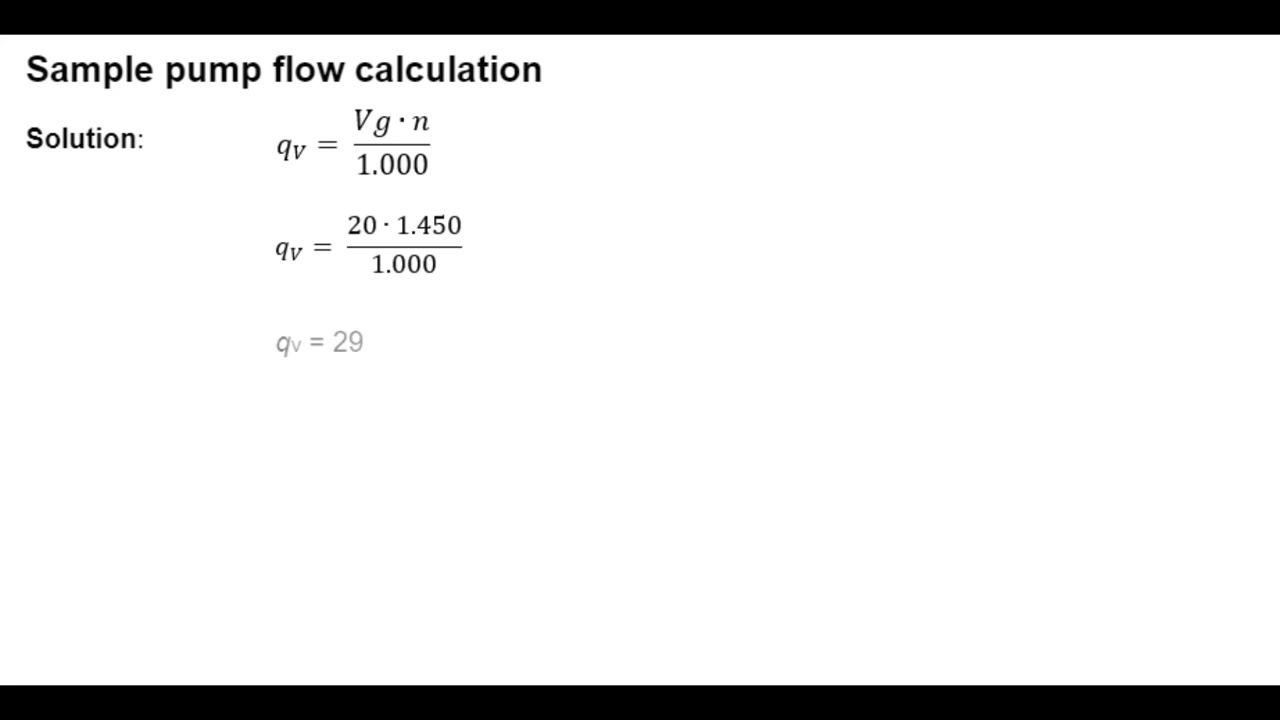 Sample pump flow calculation
Solution: qV = Vg · n / 1.000
qV = 20 · 1.450 / 1.000
qv = 29